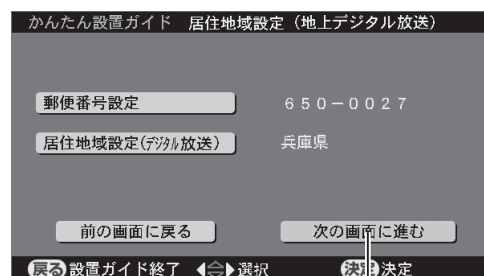 かんたん設置ガイド 居住地域設定(地上デジタル放送)
郵便番号設定 650-0027
居住地域設定(デジタル放送) 兵庫県
前の画面に戻る 次の画面に進む
戻る 設置ガイド終了 選択 決定 決定